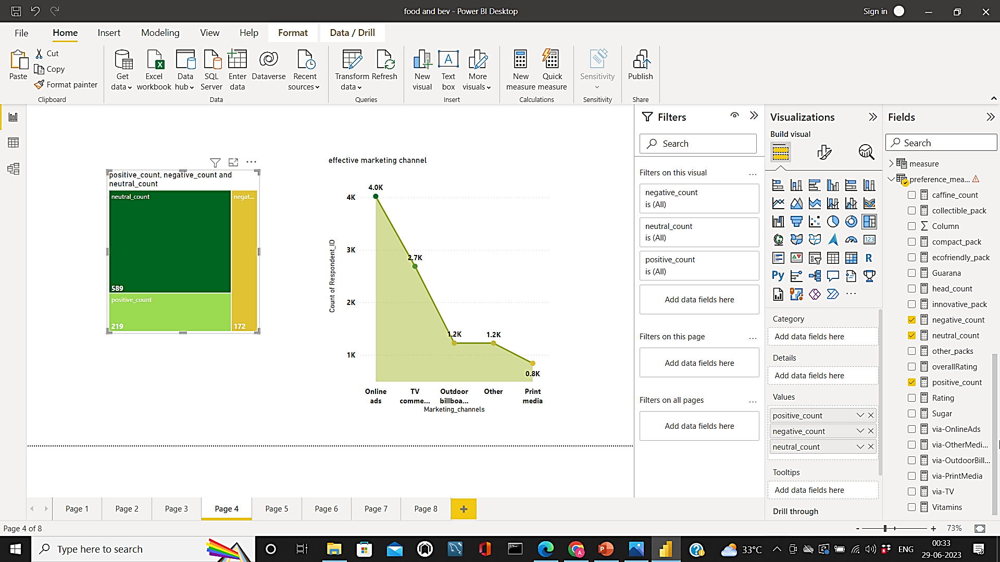 food and bev - Power BI Desktop
Sign in
File
Home
Insert
Modeling
View
Help
Format
Data / Drill
Paste
Cut
Copy
Format painter
Clipboard
Get
data
Excel
workbook
Data
hub
SQL
Server
Enter
data
Dataverse
Recent
sources
Data
Transform
data
Refresh
Queries
New
visual
Text
box
More
visuals
Insert
New
measure
Quick
measure
Calculations
Sensitivity
Sensitivity
Publish
Share
positive_count, negative_count and
neutral_count
neutral_count
589
positive_count
219
negat...
172
effective marketing channel
Count of Respondent_ID
4K
3K
2K
1K
4.0K
2.7K
1.2K
1.2K
0.8K
Online
ads
TV
comme...
Outdoor
billboa...
Other
Print
media
Marketing_channels
Filters
Search
Filters on this visual
...
negative_count
is (All)
neutral_count
is (All)
positive_count
is (All)
Add data fields here
Filters on this page
...
Add data fields here
Filters on all pages
...
Add data fields here
Visualizations
Build visual
123
R
Py
...
Category
Add data fields here
Details
Add data fields here
Values
positive_count
negative_count
neutral_count
Tooltips
Add data fields here
Drill through
Fields
Search
measure
preference_mea...
caffine_count
collectible_pack
Column
compact_pack
ecofriendly_pack
Guarana
head_count
innovative_pack
negative_count
neutral_count
other_packs
overallRating
positive_count
Rating
Sugar
via-OnlineAds
via-OtherMedi...
via-OutdoorBill...
via-PrintMedia
via-TV
Vitamins
Page 1
Page 2
Page 3
Page 4
Page 5
Page 6
Page 7
Page 8
+
Page 4 of 8
- + 73%
Type here to search
33°C
ENG
00:33
29-06-2023